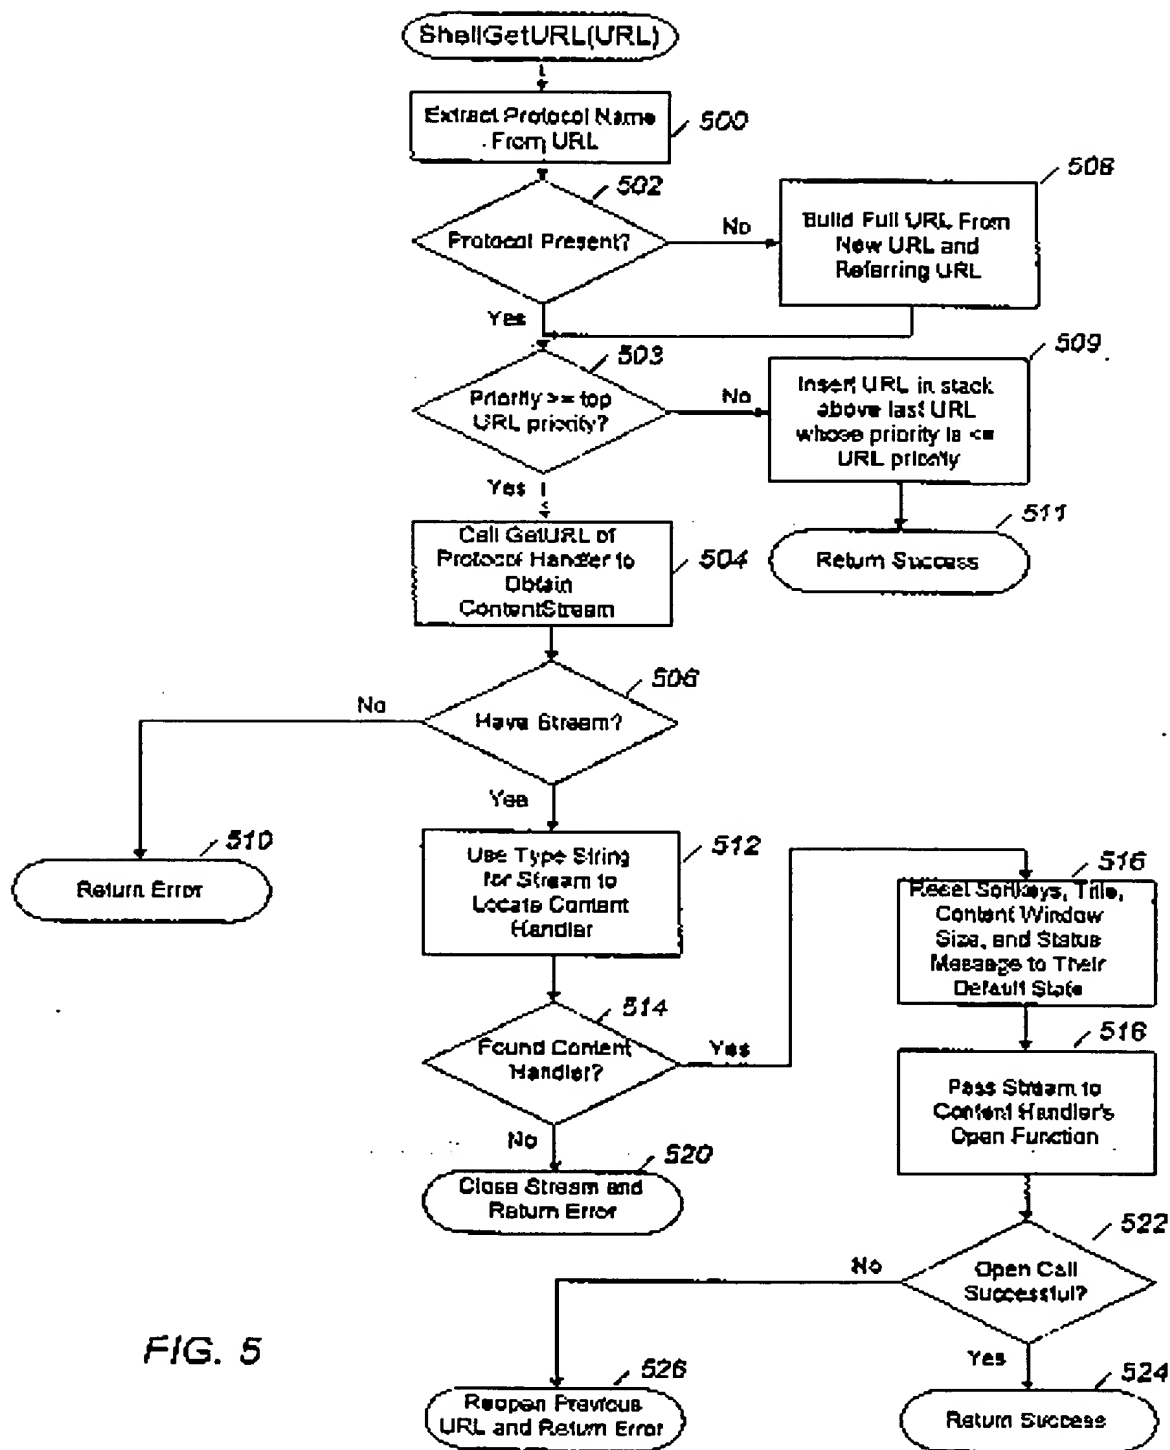 ShellGetURL(URL)
Extract Protocol Name
From URL
500
502
Protocol Present?
No
508
Build Full URL From
New URL and
Referring URL
Yes
503
Priority >= top
URL priority?
No
509
Insert URL in stack
above last URL
whose priority is <=
URL priority
Yes
511
Return Success
Call GetURL of
Protocol Handler to
Obtain
ContentStream
504
506
Have Stream?
No
Yes
510
Return Error
Use Type String
for Stream to
Locate Content
Handler
512
516
Reset Softkeys, Title,
Content Window
Size, and Status
Message to Their
Default State
514
Found Content
Handler?
Yes
No
516
Pass Stream to
Content Handler's
Open Function
520
Close Stream and
Return Error
522
Open Call
Successful?
No
Yes
526
Reopen Previous
URL and Return Error
524
Return Success
FIG. 5